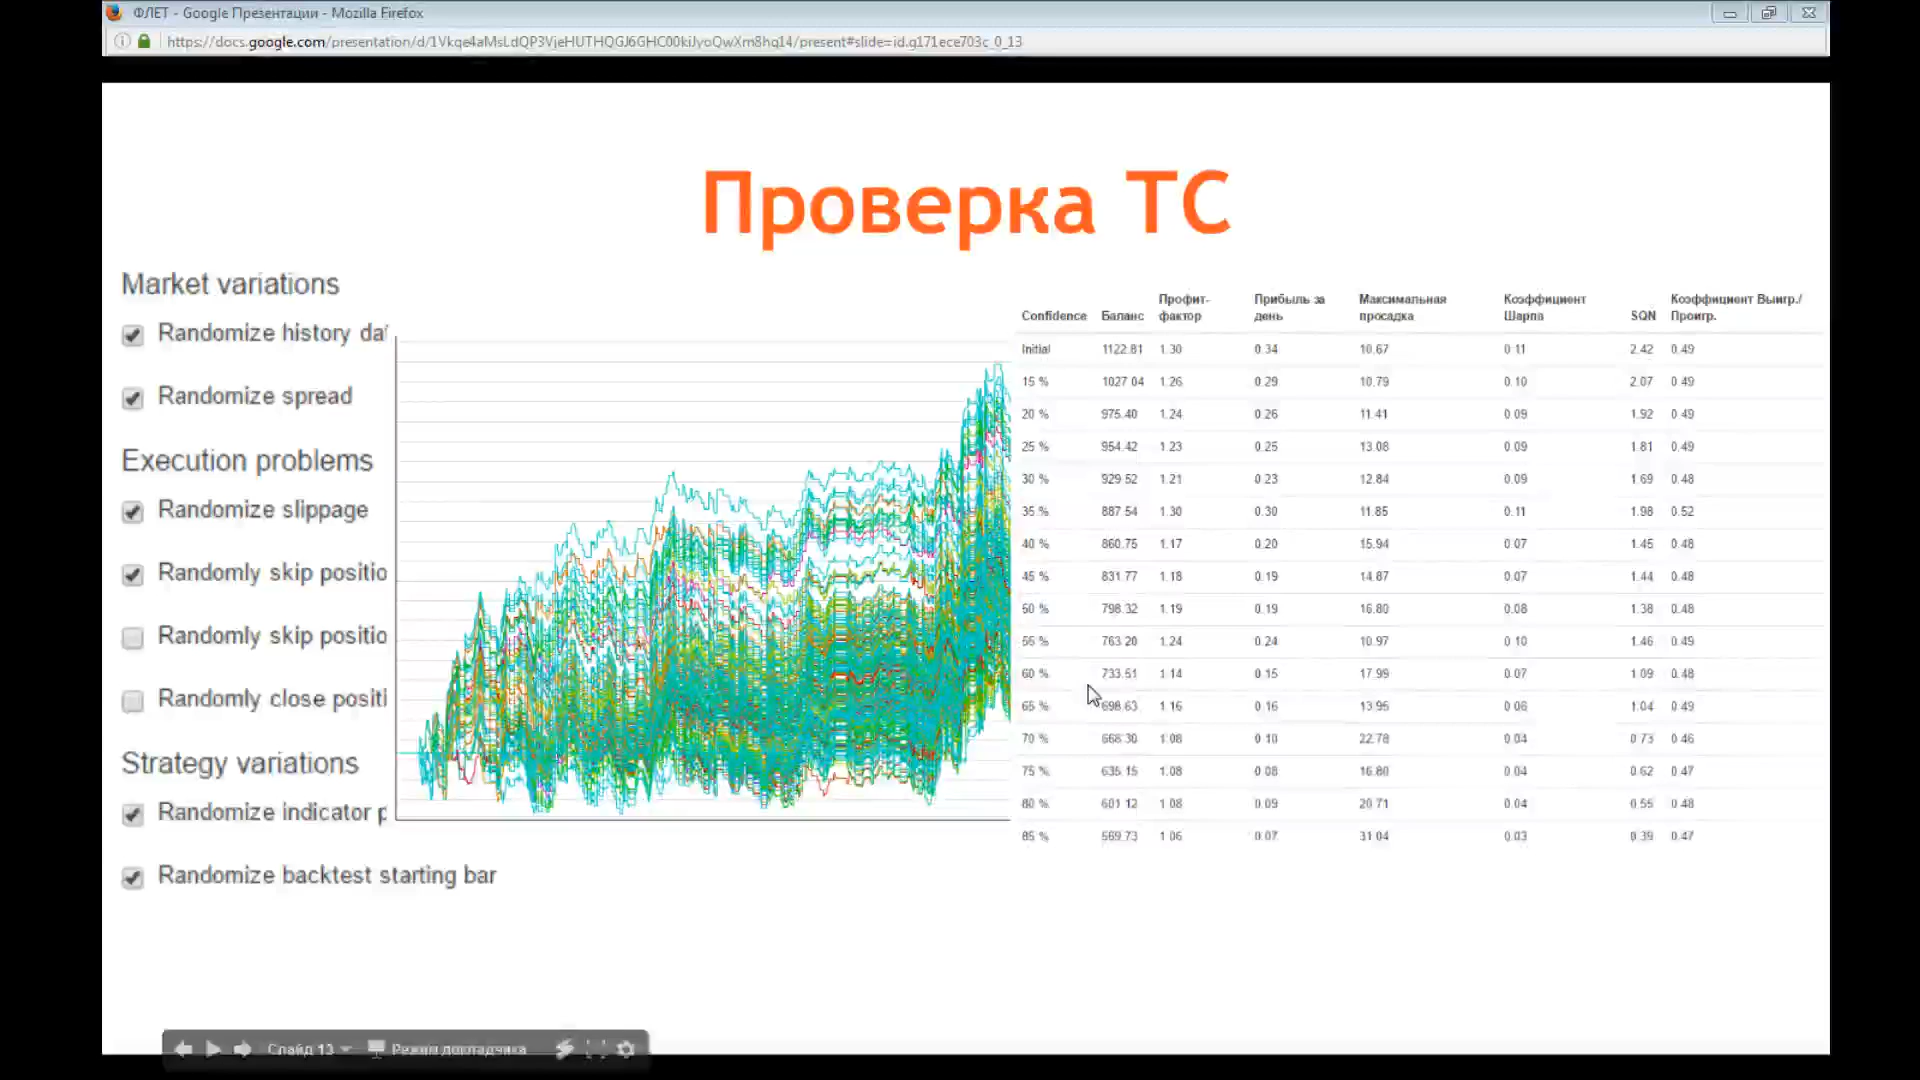 ФЛЕТ - Google Презентации - Mozilla Firefox
https://docs.google.com/presentation/d/1Vkqe4aMsLdQP3VjeHUTHQGJ6GHC00kiJyoQwXm8hq14/present#slide=id.g171ece703c_0_13
Проверка ТС
Market variations
Randomize history dat
Randomize spread
Execution problems
Randomize slippage
Randomly skip positio
Randomly skip positio
Randomly close positi
Strategy variations
Randomize indicator p
Randomize backtest starting bar
Confidence Баланс Профит-фактор Прибыль за день Максимальная просадка Коэффициент Шарпа SQN Коэффициент Выигр./Проигр.
Initial 1122.81 1.30 0.34 10.67 0.11 2.42 0.49
15 % 1027.04 1.26 0.29 10.79 0.10 2.07 0.49
20 % 975.40 1.24 0.26 11.41 0.09 1.92 0.49
25 % 954.42 1.23 0.25 13.08 0.09 1.81 0.49
30 % 929.52 1.21 0.23 12.84 0.09 1.69 0.48
35 % 887.54 1.30 0.30 11.85 0.11 1.98 0.52
40 % 860.75 1.17 0.20 15.94 0.07 1.45 0.48
45 % 831.77 1.18 0.19 14.87 0.07 1.44 0.48
50 % 798.32 1.19 0.19 16.80 0.08 1.38 0.48
55 % 763.20 1.24 0.24 10.97 0.10 1.46 0.49
60 % 733.51 1.14 0.15 17.99 0.07 1.09 0.48
65 % 698.63 1.16 0.16 13.95 0.06 1.04 0.49
70 % 668.30 1.08 0.10 22.78 0.04 0.73 0.46
75 % 635.15 1.08 0.08 16.80 0.04 0.62 0.47
80 % 601.12 1.08 0.09 20.71 0.04 0.55 0.48
85 % 569.73 1.06 0.07 31.04 0.03 0.39 0.47
Слайд 13 Режим докладчика